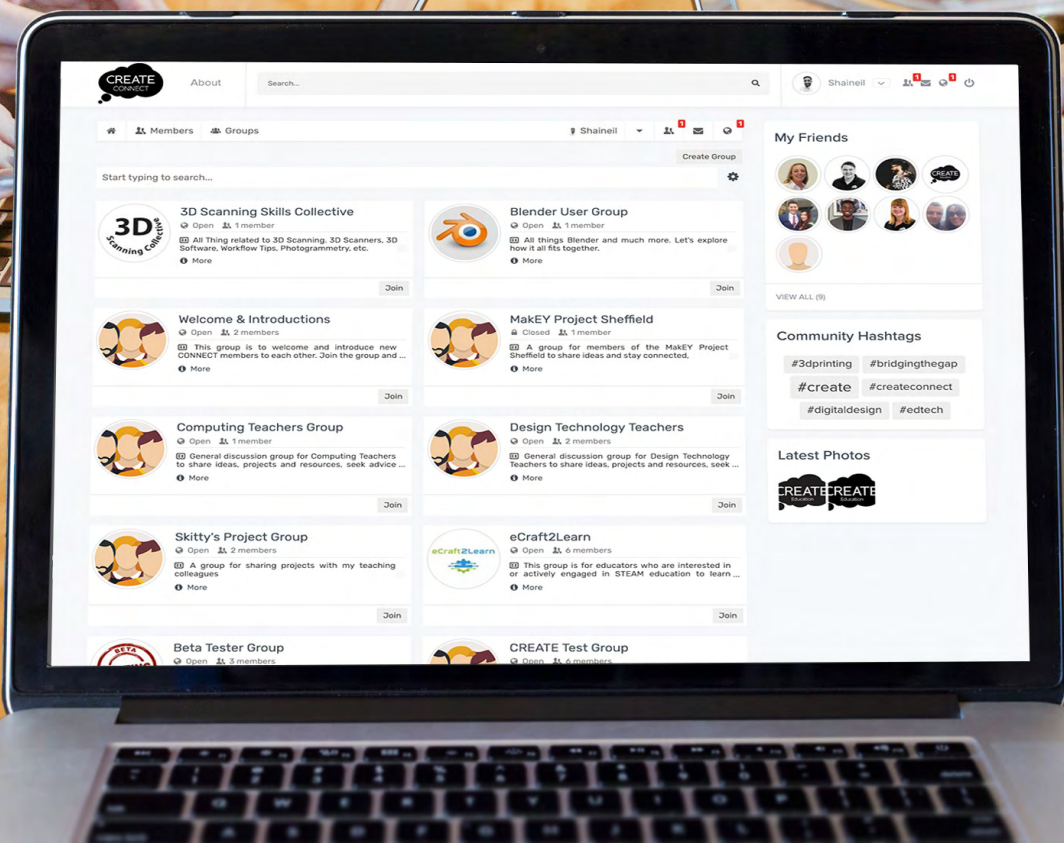 CREATE
CONNECT
About
Search...
Shaineil
1
1
Members
Groups
Shaineil
1
1
Create Group
Start typing to search...
3D
Scanning Collective
3D Scanning Skills Collective
Open 1 member
All Thing related to 3D Scanning. 3D Scanners, 3D
Software, Workflow Tips, Photogrammetry, etc.
More
Join
Blender User Group
Open 1 member
All things Blender and much more. Let's explore
how it all fits together.
More
Join
Welcome & Introductions
Open 2 members
This group is to welcome and introduce new
CONNECT members to each other. Join the group and ...
More
Join
MakEY Project Sheffield
Closed 1 member
A group for members of the MakEY Project
Sheffield to share ideas and stay connected,
More
Join
Computing Teachers Group
Open 1 member
General discussion group for Computing Teachers
to share ideas, projects and resources, seek advice ...
More
Join
Design Technology Teachers
Open 2 members
General discussion group for Design Technology
Teachers to share ideas, projects and resources, seek ...
More
Join
Skitty's Project Group
Open 2 members
A group for sharing projects with my teaching
colleagues
More
Join
eCraft2Learn
eCraft2Learn
Open 6 members
This group is for educators who are interested in
or actively engaged in STEAM education to learn ...
More
Join
BETA
Beta Tester Group
Open 3 members
CREATE Test Group
Open 6 members
My Friends
CREATE
VIEW ALL (9)
Community Hashtags
#3dprinting #bridgingthegap
#create #createconnect
#digitaldesign #edtech
Latest Photos
CREATE CREATE
Education Education